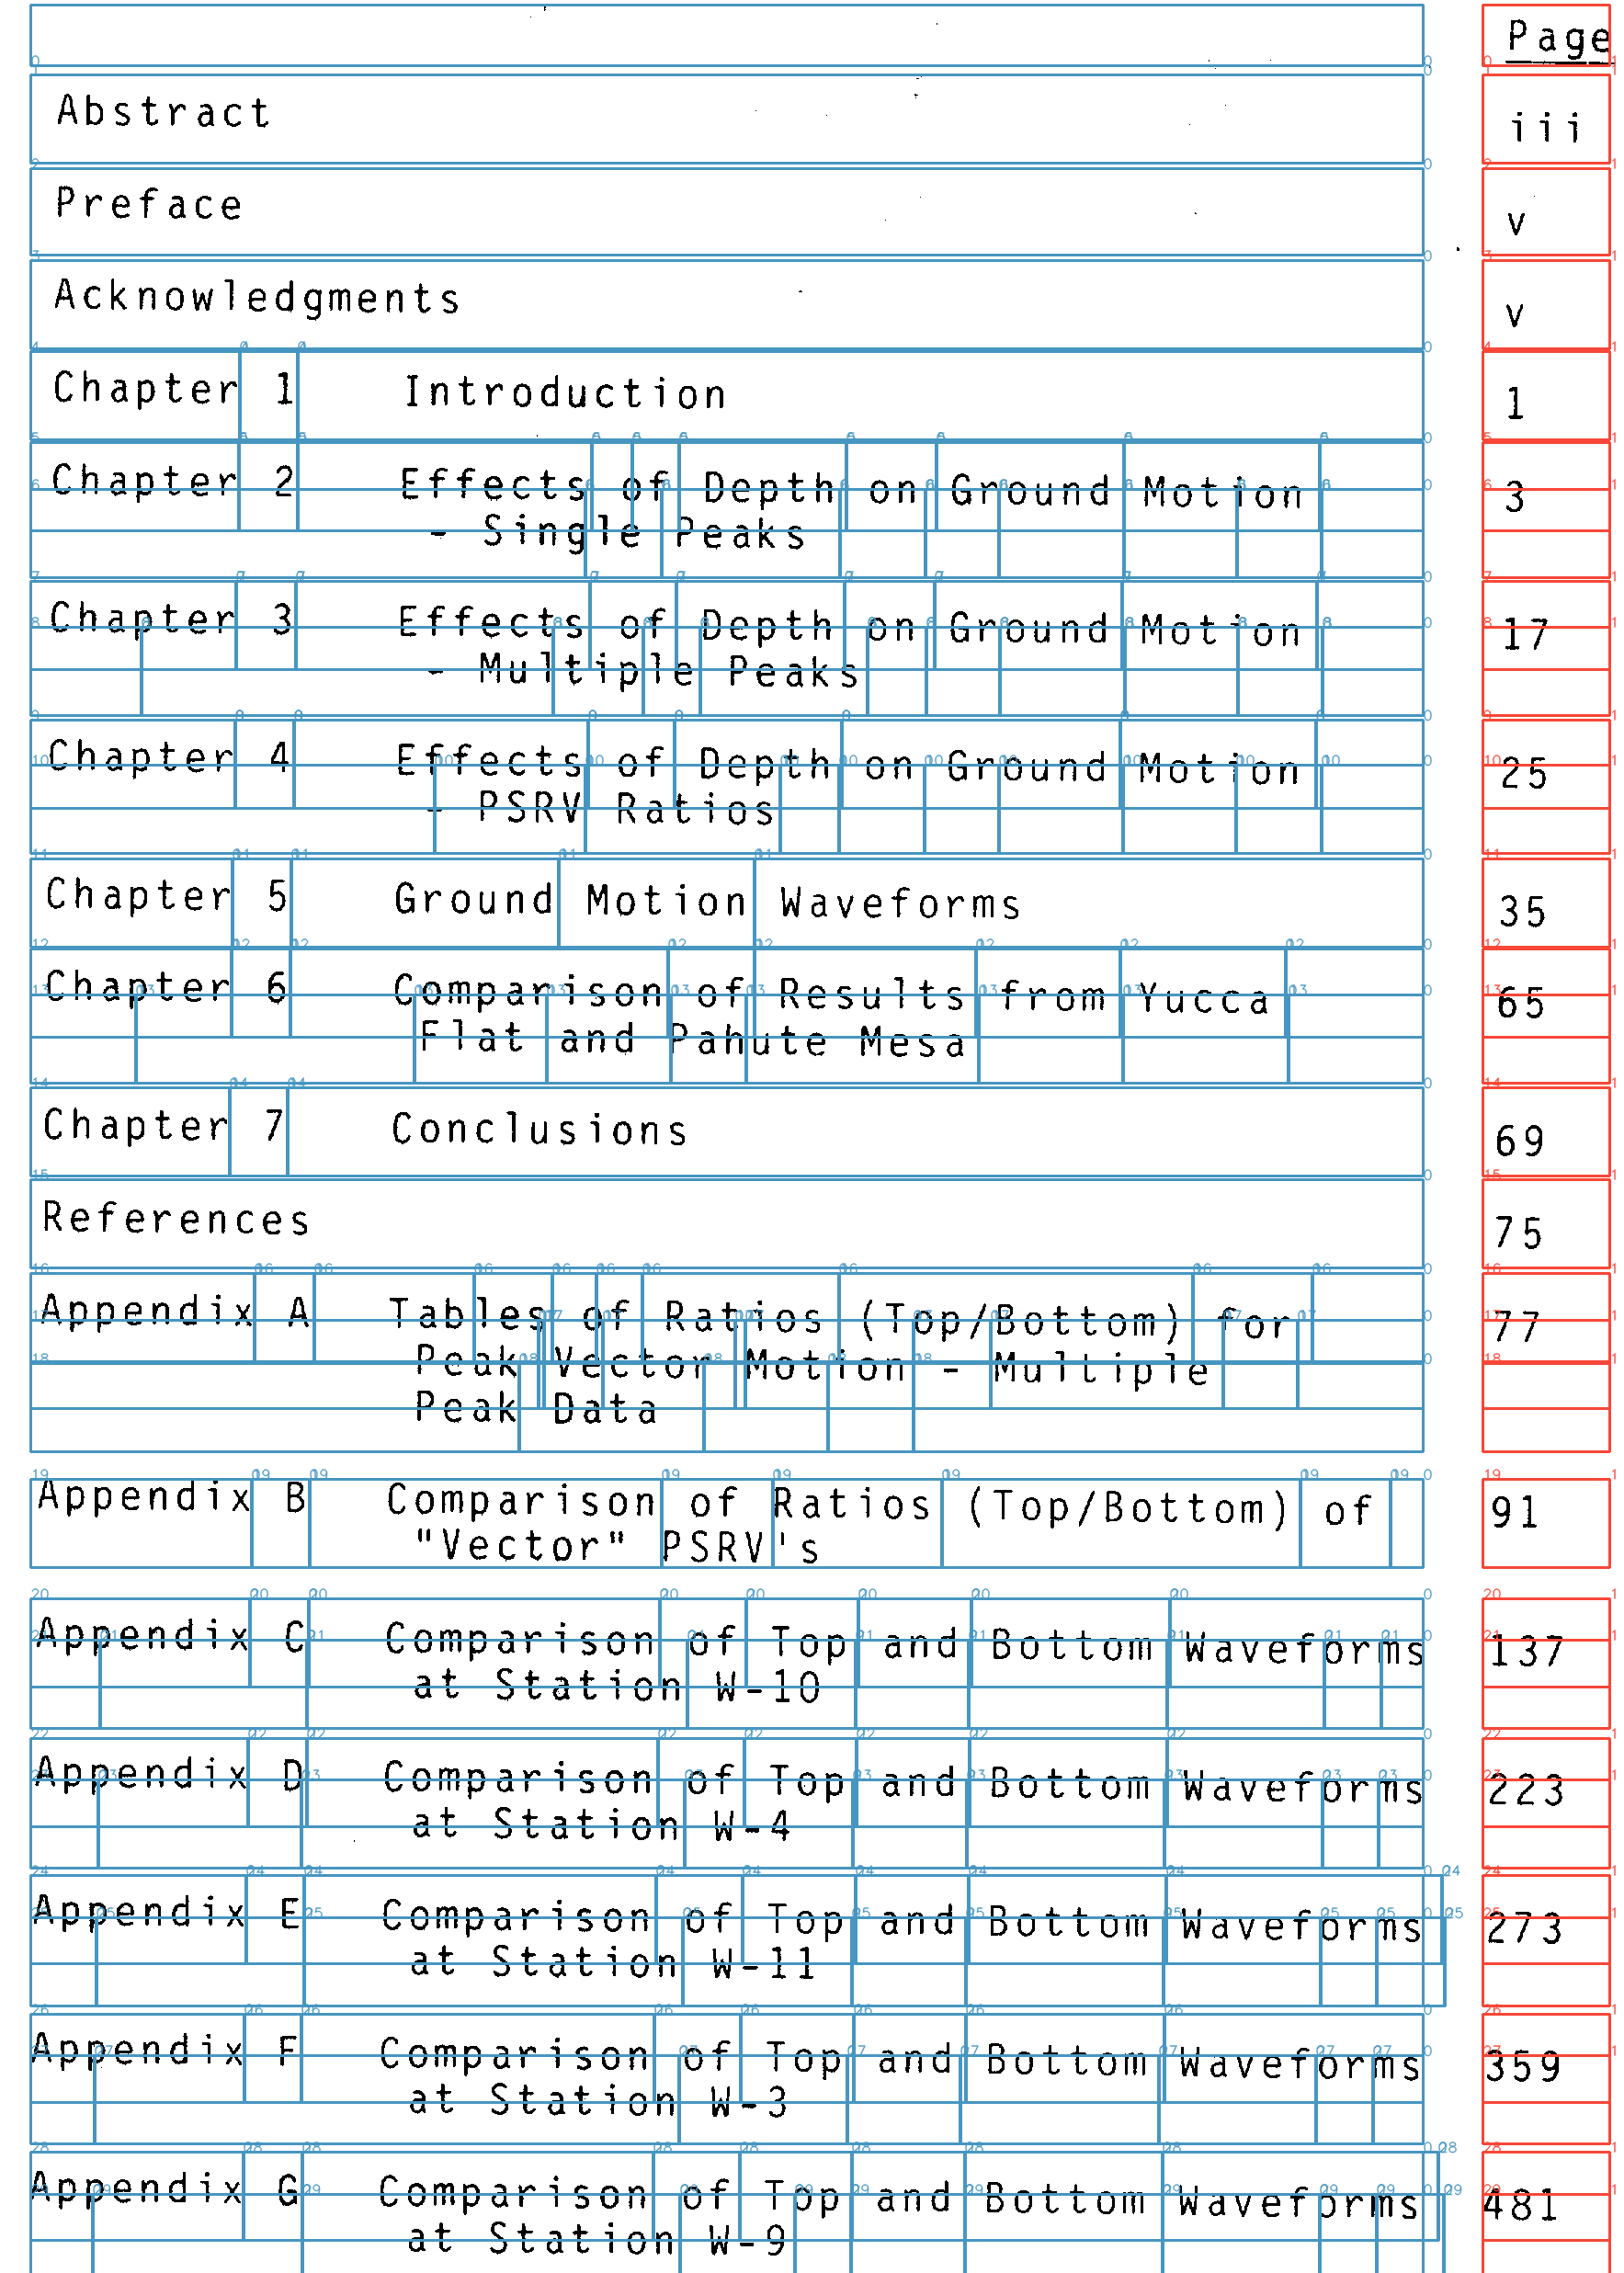 Page
Abstract iii
Preface v
Acknowledgments v
Chapter 1 Introduction 1
Chapter 2 Effects of Depth on Ground Motion 3
- Single Peaks
Chapter 3 Effects of Depth on Ground Motion 17
- Multiple Peaks
Chapter 4 Effects of Depth on Ground Motion 25
- PSRV Ratios
Chapter 5 Ground Motion Waveforms 35
Chapter 6 Comparison of Results from Yucca 65
Flat and Pahute Mesa
Chapter 7 Conclusions 69
References 75
Appendix A Tables of Ratios (Top/Bottom) for 77
Peak Vector Motion - Multiple
Peak Data
Appendix B Comparison of Ratios (Top/Bottom) of 91
"Vector" PSRV's
Appendix C Comparison of Top and Bottom Waveforms 137
at Station W-10
Appendix D Comparison of Top and Bottom Waveforms 223
at Station W-4
Appendix E Comparison of Top and Bottom Waveforms 273
at Station W-11
Appendix F Comparison of Top and Bottom Waveforms 359
at Station W-3
Appendix G Comparison of Top and Bottom Waveforms 481
at Station W-9